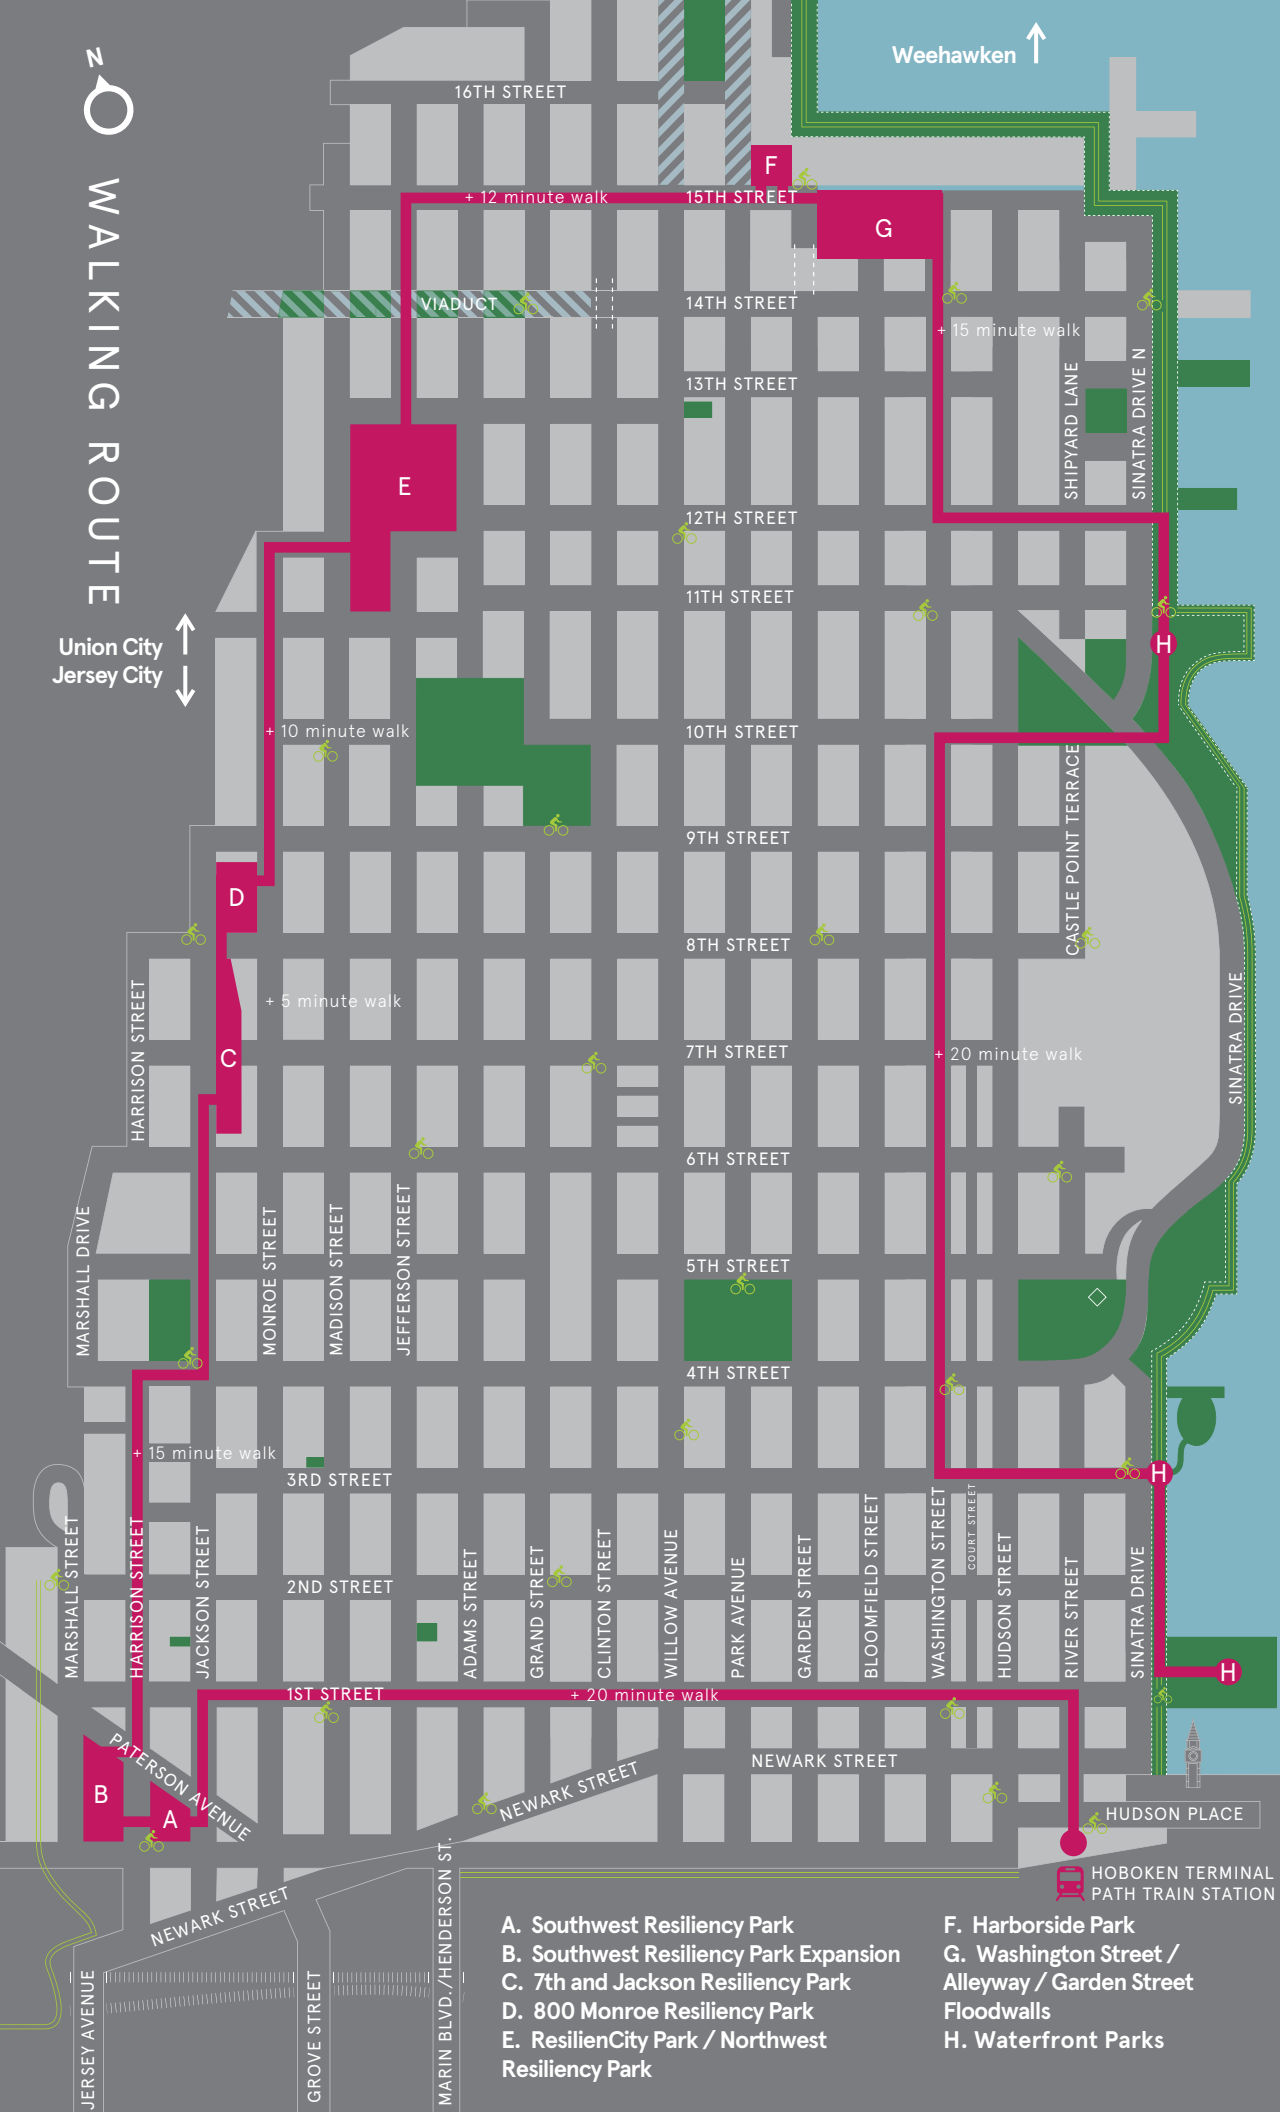 Weehawken
N
16TH STREET
WALKING ROUTE
F
+ 12 minute walk
15TH STREET
G
VIADUCT
14TH STREET
+ 15 minute walk
13TH STREET
SHIPYARD LANE
SINATRA DRIVE N
E
12TH STREET
11TH STREET
Union City
Jersey City
H
+ 10 minute walk
10TH STREET
CASTLE POINT TERRACE
9TH STREET
D
8TH STREET
HARRISON STREET
+ 5 minute walk
SINATRA DRIVE
C
7TH STREET
+ 20 minute walk
6TH STREET
MARSHALL DRIVE
MONROE STREET
MADISON STREET
JEFFERSON STREET
5TH STREET
4TH STREET
+ 15 minute walk
3RD STREET
H
MARSHALL STREET
HARRISON STREET
JACKSON STREET
2ND STREET
ADAMS STREET
GRAND STREET
CLINTON STREET
WILLOW AVENUE
PARK AVENUE
GARDEN STREET
BLOOMFIELD STREET
WASHINGTON STREET
COURT STREET
HUDSON STREET
RIVER STREET
SINATRA DRIVE
H
1ST STREET
+ 20 minute walk
PATERSON AVENUE
NEWARK STREET
B
A
NEWARK STREET
HUDSON PLACE
HOBOKEN TERMINAL
PATH TRAIN STATION
NEWARK STREET
JERSEY AVENUE
GROVE STREET
MARIN BLVD./HENDERSON ST.
A. Southwest Resiliency Park
B. Southwest Resiliency Park Expansion
C. 7th and Jackson Resiliency Park
D. 800 Monroe Resiliency Park
E. ResilienCity Park / Northwest
Resiliency Park
F. Harborside Park
G. Washington Street /
Alleyway / Garden Street
Floodwalls
H. Waterfront Parks